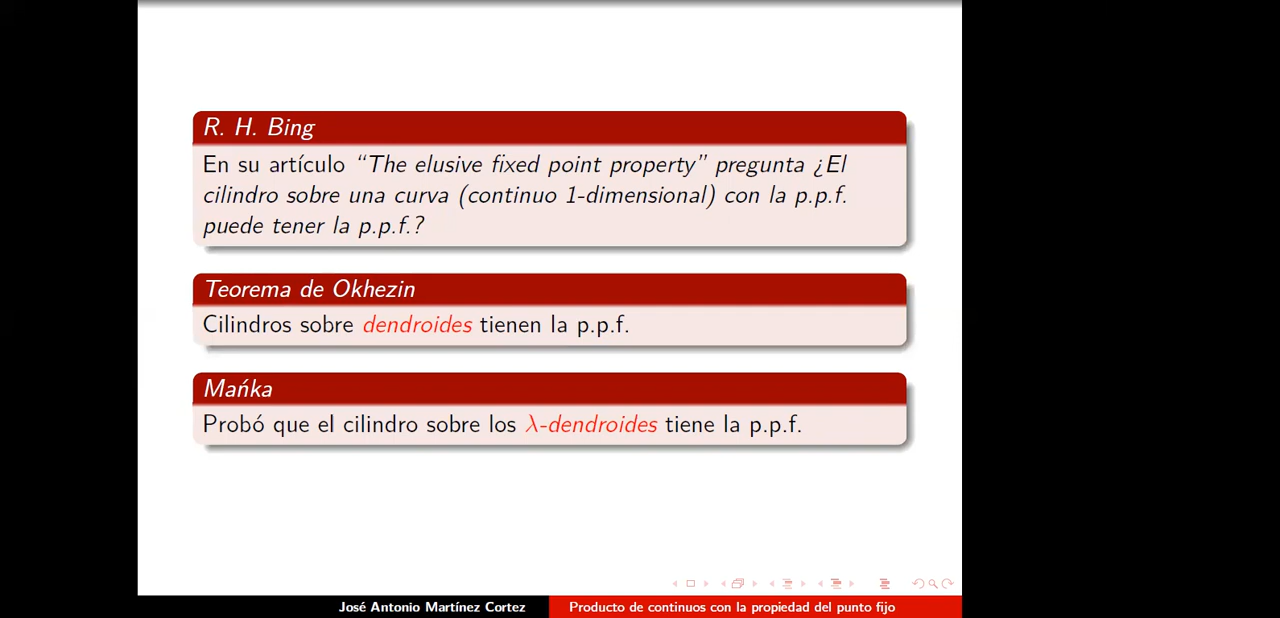 R. H. Bing
En su artículo “The elusive fixed point property” pregunta ¿El
cilindro sobre una curva (continuo 1-dimensional) con la p.p.f.
puede tener la p.p.f.?
Teorema de Okhezin
Cilindros sobre dendroides tienen la p.p.f.
Mańka
Probó que el cilindro sobre los λ-dendroides tiene la p.p.f.
José Antonio Martínez Cortez
Producto de continuos con la propiedad del punto fijo